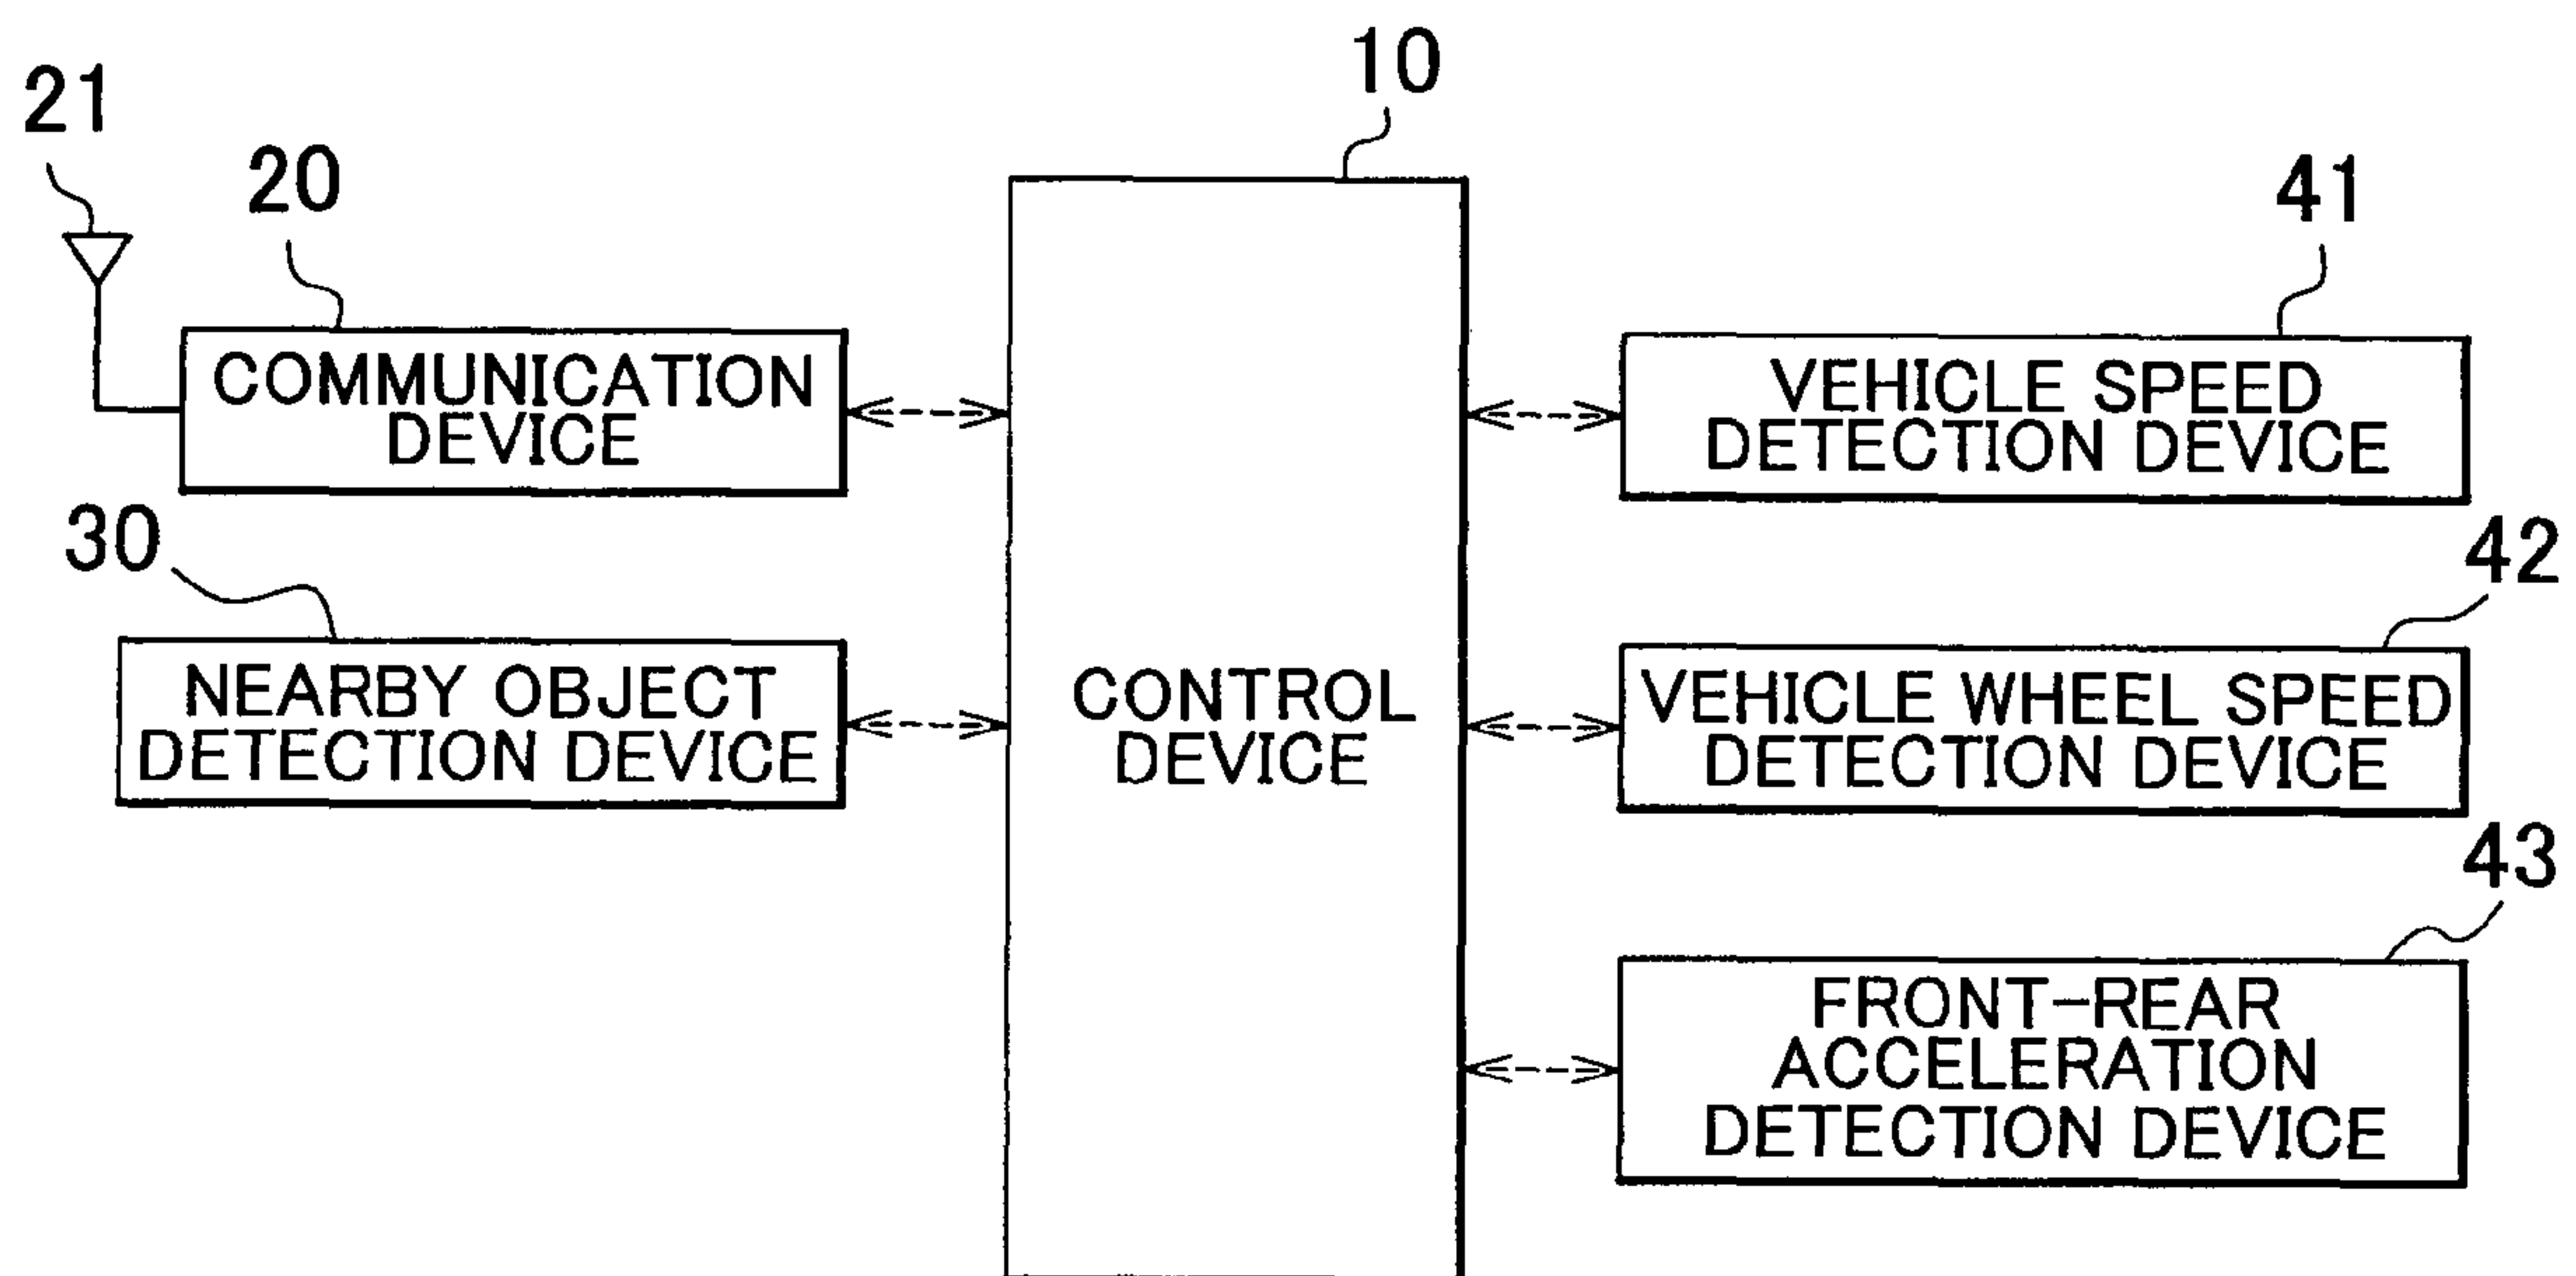 10
21
20
41
COMMUNICATION
DEVICE
VEHICLE SPEED
DETECTION DEVICE
30
42
NEARBY OBJECT
DETECTION DEVICE
CONTROL
DEVICE
VEHICLE WHEEL SPEED
DETECTION DEVICE
43
FRONT-REAR
ACCELERATION
DETECTION DEVICE